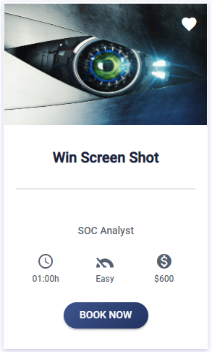 Win Screen Shot
SOC Analyst
01:00h
Easy
$600
BOOK NOW